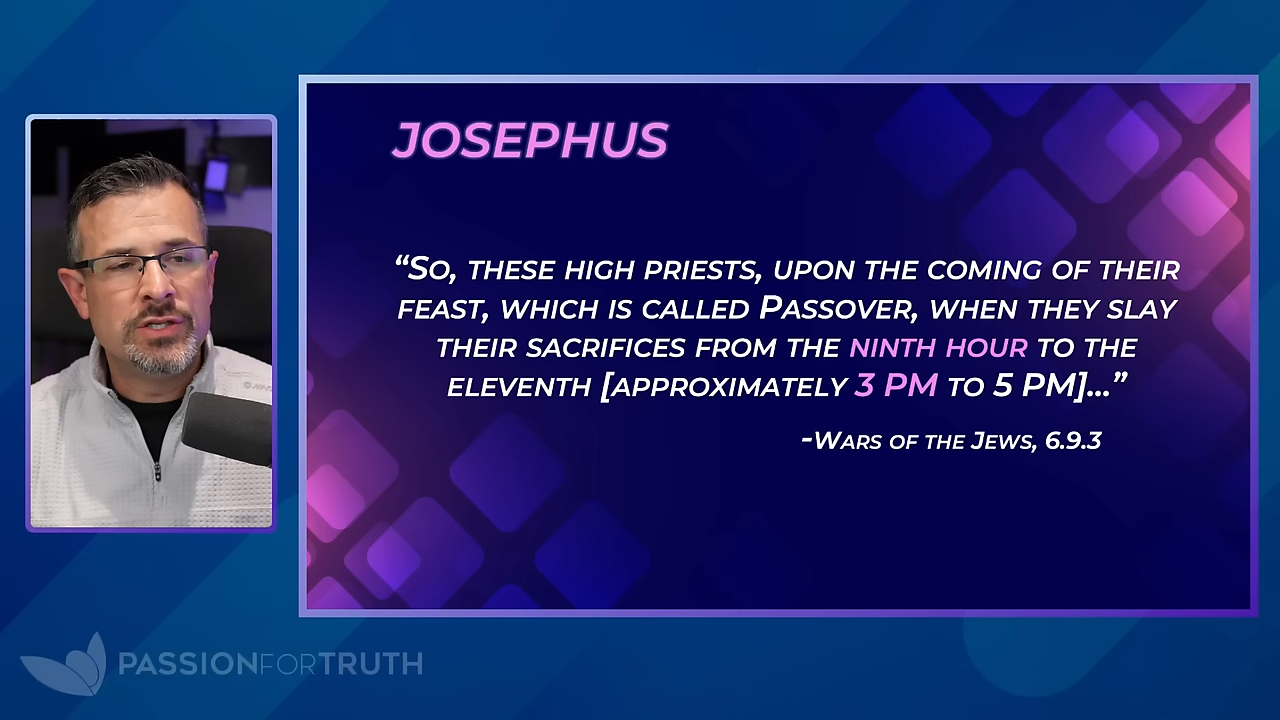 JOSEPHUS
“So, these high priests, upon the coming of their
feast, which is called Passover, when they slay
their sacrifices from the ninth hour to the
eleventh [approximately 3 PM to 5 PM]...”
-Wars of the Jews, 6.9.3
PASSIONFORTRUTH